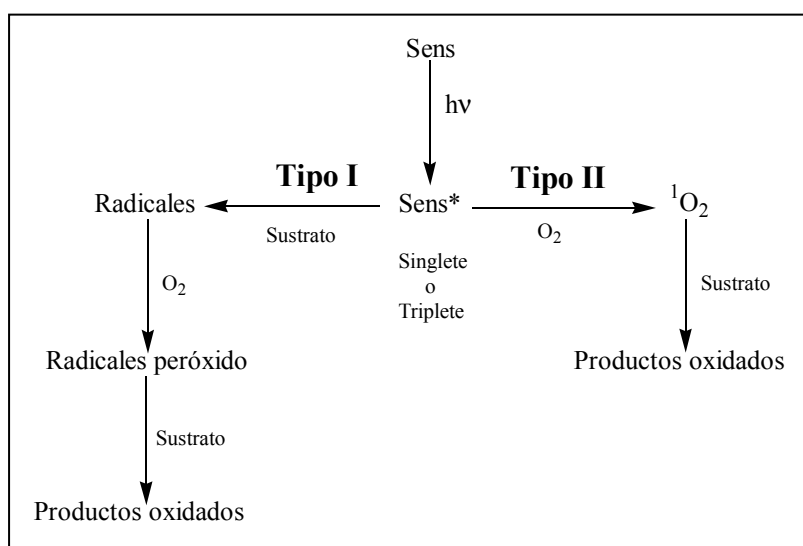 Sens
hν
Tipo I
Tipo II
Radicales
Sens*
¹O₂
Sustrato
O₂
Singlete
o
Triplete
O₂
Sustrato
Radicales peróxido
Productos oxidados
Sustrato
Productos oxidados